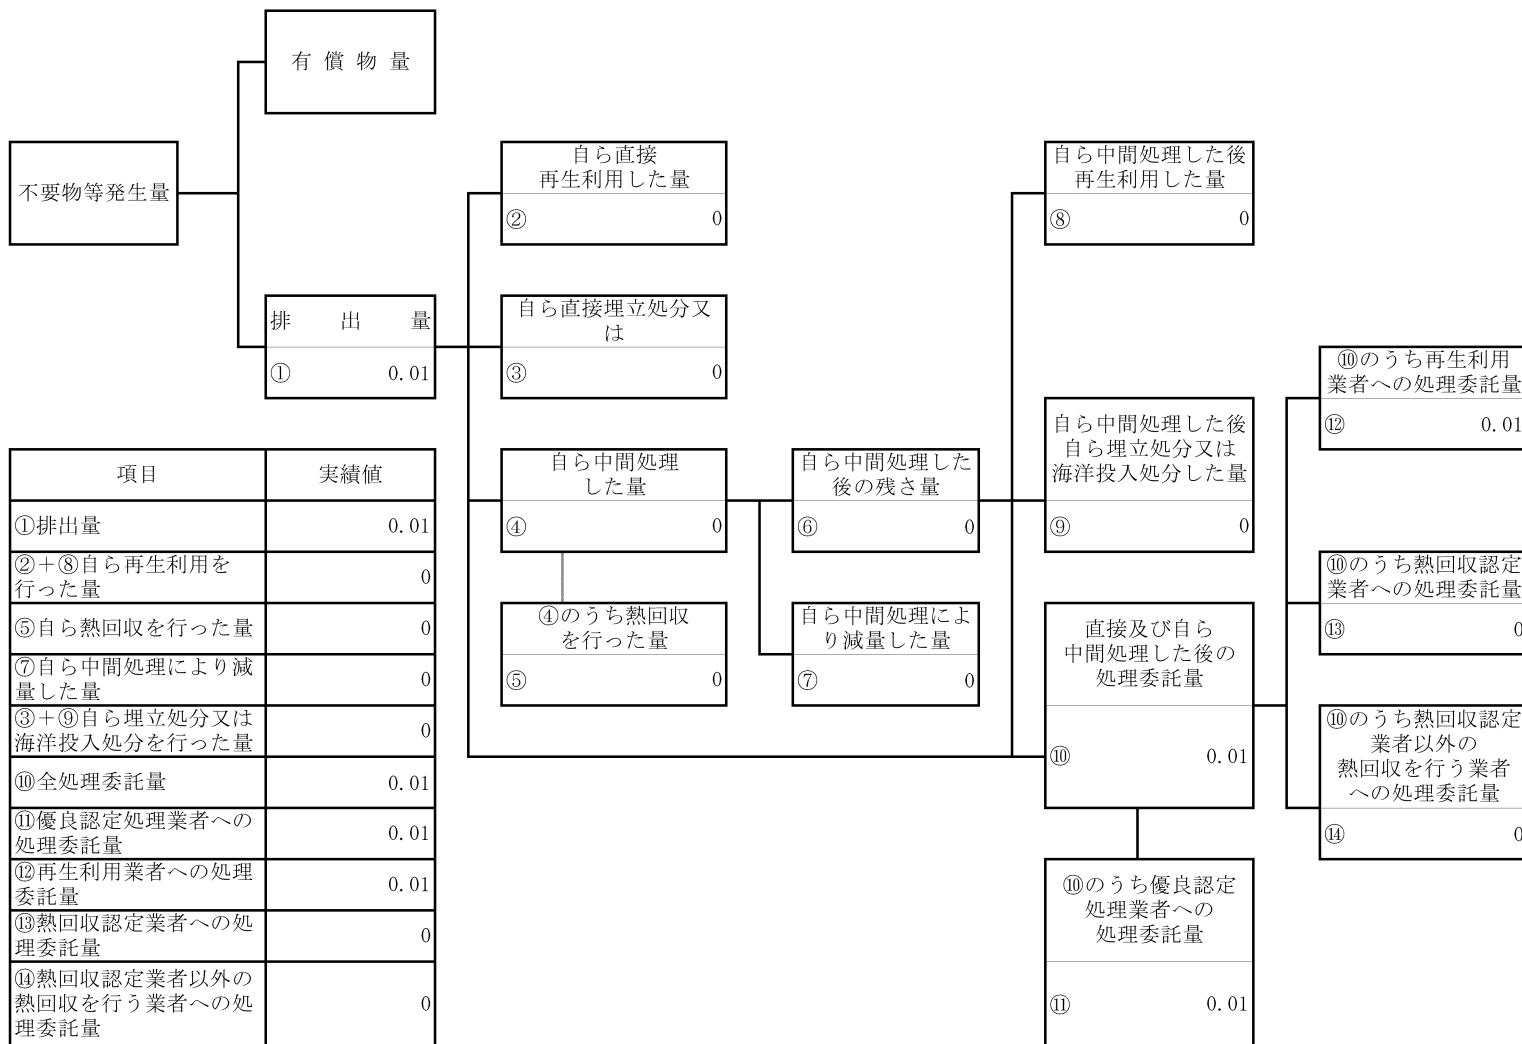 有償物量
不要物等発生量
排出量
① 0.01
自ら直接
再生利用した量
② 0
自ら直接埋立処分又
は
③ 0
自ら中間処理
した量
④ 0
④のうち熱回収
を行った量
⑤ 0
自ら中間処理した
後の残さ量
⑥ 0
自ら中間処理によ
り減量した量
⑦ 0
自ら中間処理した後
再生利用した量
⑧ 0
自ら中間処理した後
自ら埋立処分又は
海洋投入処分した量
⑨ 0
直接及び自ら
中間処理した後の
処理委託量
⑩ 0.01
⑩のうち優良認定
処理業者への
処理委託量
⑪ 0.01
⑩のうち再生利用
業者への処理委託量
⑫ 0.01
⑩のうち熱回収認定
業者への処理委託量
⑬ 0
⑩のうち熱回収認定
業者以外の
熱回収を行う業者
への処理委託量
⑭ 0
項目 実績値
①排出量 0.01
②+⑧自ら再生利用を
行った量 0
⑤自ら熱回収を行った量 0
⑦自ら中間処理により減
量した量 0
③+⑨自ら埋立処分又は
海洋投入処分を行った量 0
⑩全処理委託量 0.01
⑪優良認定処理業者への
処理委託量 0.01
⑫再生利用業者への処理
委託量 0.01
⑬熱回収認定業者への処
理委託量 0
⑭熱回収認定業者以外の
熱回収を行う業者への処 0
理委託量